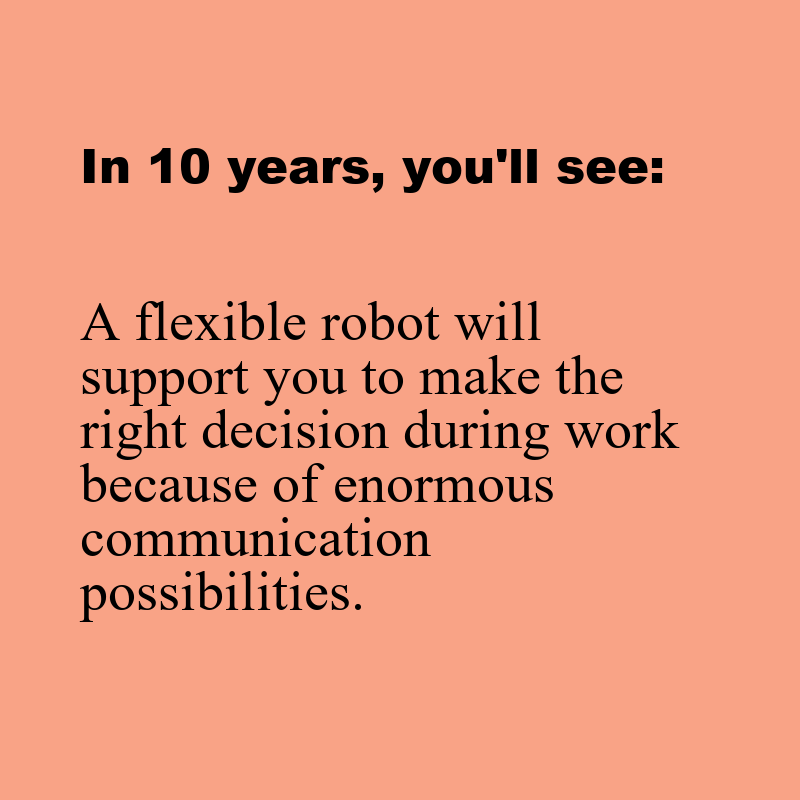 In 10 years, you'll see:
A flexible robot will
support you to make the
right decision during work
because of enormous
communication
possibilities.